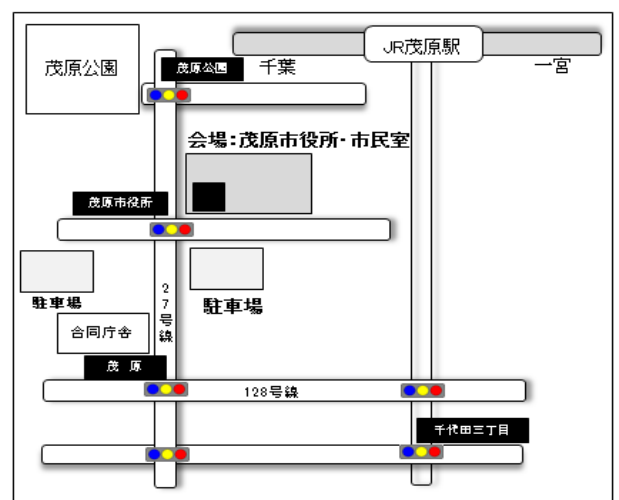 JR茂原駅
茂原公園
茂原公園
千葉
一宮
会場:茂原市役所・市民室
茂原市役所
27号線
駐車場
駐車場
合同庁舎
茂 原
128号線
千代田三丁目